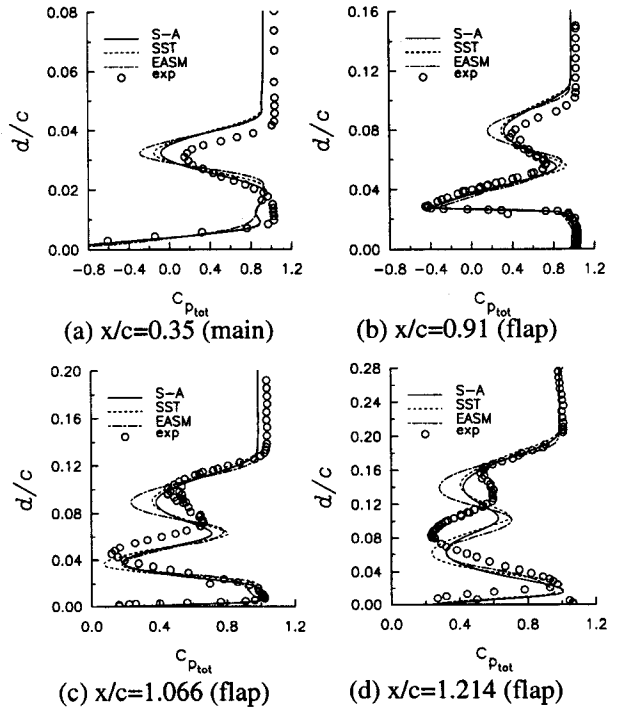 0.08
0.06
0.04
0.02
0.00
d/c
S-A
SST
EASM
exp
-0.8 -0.4 0.0 0.4 0.8 1.2
Cp_tot
(a) x/c=0.35 (main)
0.16
0.12
0.08
0.04
0.00
d/c
S-A
SST
EASM
exp
-0.8 -0.4 0.0 0.4 0.8 1.2
Cp_tot
(b) x/c=0.91 (flap)
0.20
0.16
0.12
0.08
0.04
0.00
d/c
S-A
SST
EASM
exp
0.0 0.4 0.8 1.2
Cp_tot
(c) x/c=1.066 (flap)
0.28
0.24
0.20
0.16
0.12
0.08
0.04
0.00
d/c
S-A
SST
EASM
exp
0.0 0.4 0.8 1.2
Cp_tot
(d) x/c=1.214 (flap)